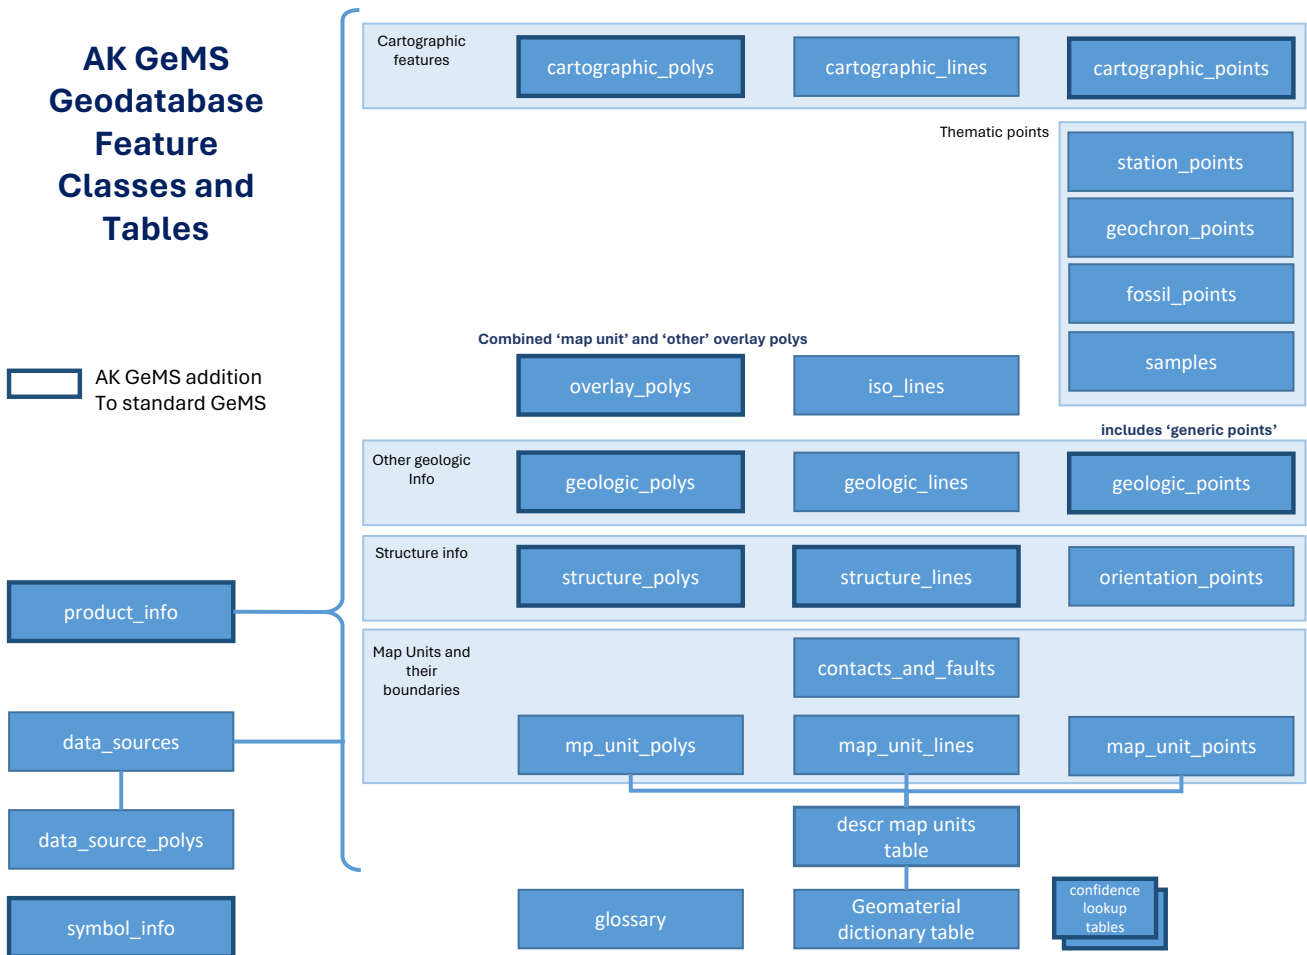 AK GeMS
Geodatabase
Feature
Classes and
Tables
AK GeMS addition
To standard GeMS
product_info
data_sources
data_source_polys
symbol_info
Cartographic
features
cartographic_polys
cartographic_lines
cartographic_points
Thematic points
station_points
geochron_points
fossil_points
samples
Combined ‘map unit’ and ‘other’ overlay polys
overlay_polys
iso_lines
includes ‘generic points’
Other geologic
Info
geologic_polys
geologic_lines
geologic_points
Structure info
structure_polys
structure_lines
orientation_points
Map Units and
their
boundaries
contacts_and_faults
mp_unit_polys
map_unit_lines
map_unit_points
descr map units
table
glossary
Geomaterial
dictionary table
confidence
lookup
tables